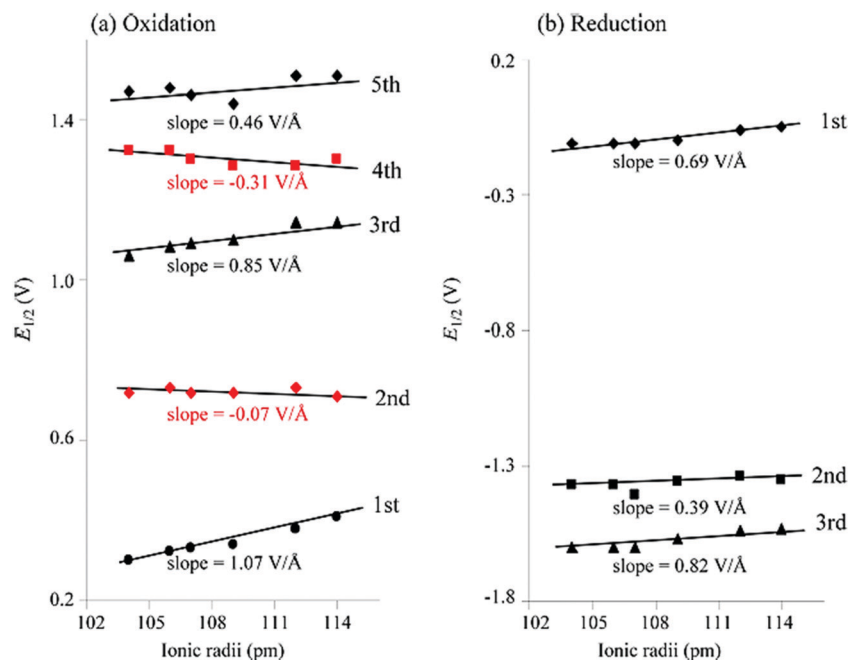 (a) Oxidation
5th
slope = 0.46 V/Å
1.4
slope = -0.31 V/Å
4th
3rd
slope = 0.85 V/Å
1.0
E1/2 (V)
2nd
slope = -0.07 V/Å
0.6
1st
slope = 1.07 V/Å
0.2
102 105 108 111 114
Ionic radii (pm)
(b) Reduction
0.2
1st
slope = 0.69 V/Å
-0.3
E1/2 (V)
-0.8
-1.3
2nd
slope = 0.39 V/Å
3rd
slope = 0.82 V/Å
-1.8
102 105 108 111 114
Ionic radii (pm)